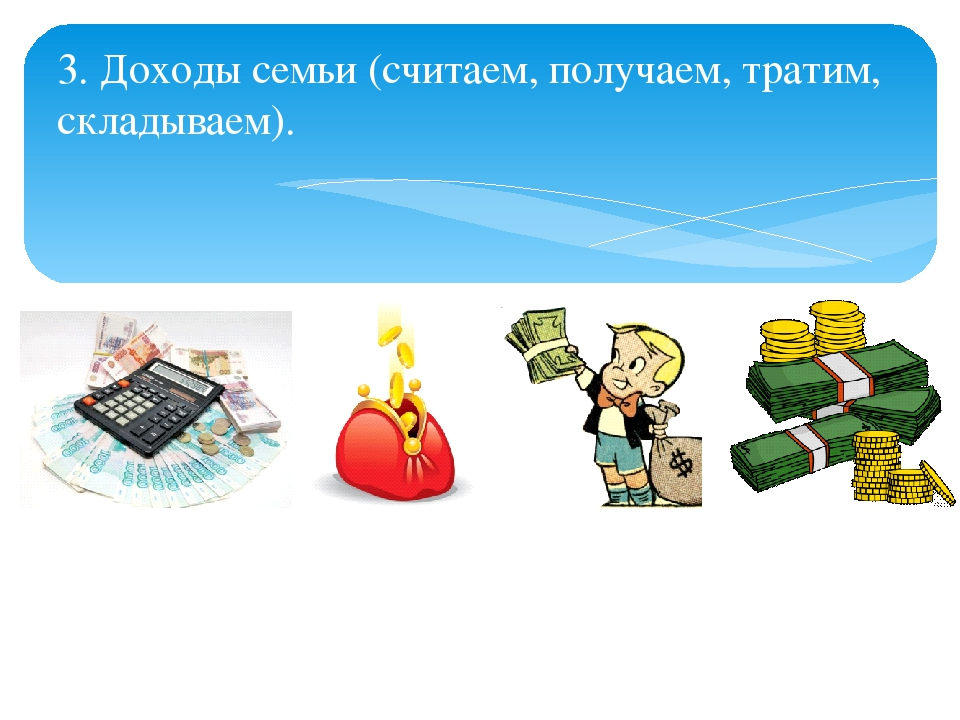 3. Доходы семьи (считаем, получаем, тратим,
складываем).
$